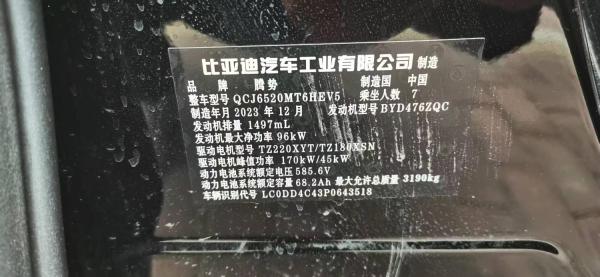 比亚迪汽车工业有限公司 制造
品 牌 腾势 制造国 中国
整车型号 QCJ6520MT6HEV5 乘坐人数 7
制造年月 2023 年 12 月 发动机型号 BYD476ZQC
发动机排量 1497mL
发动机最大净功率 96kW
驱动电机型号 TZ220XYT/TZ180XSN
驱动电机峰值功率 170kW/45kW
动力电池系统额定电压 585.6V
动力电池系统额定容量 68.2Ah 最大允许总质量 3190kg
车辆识别代号 LC0DD4C43P0643518